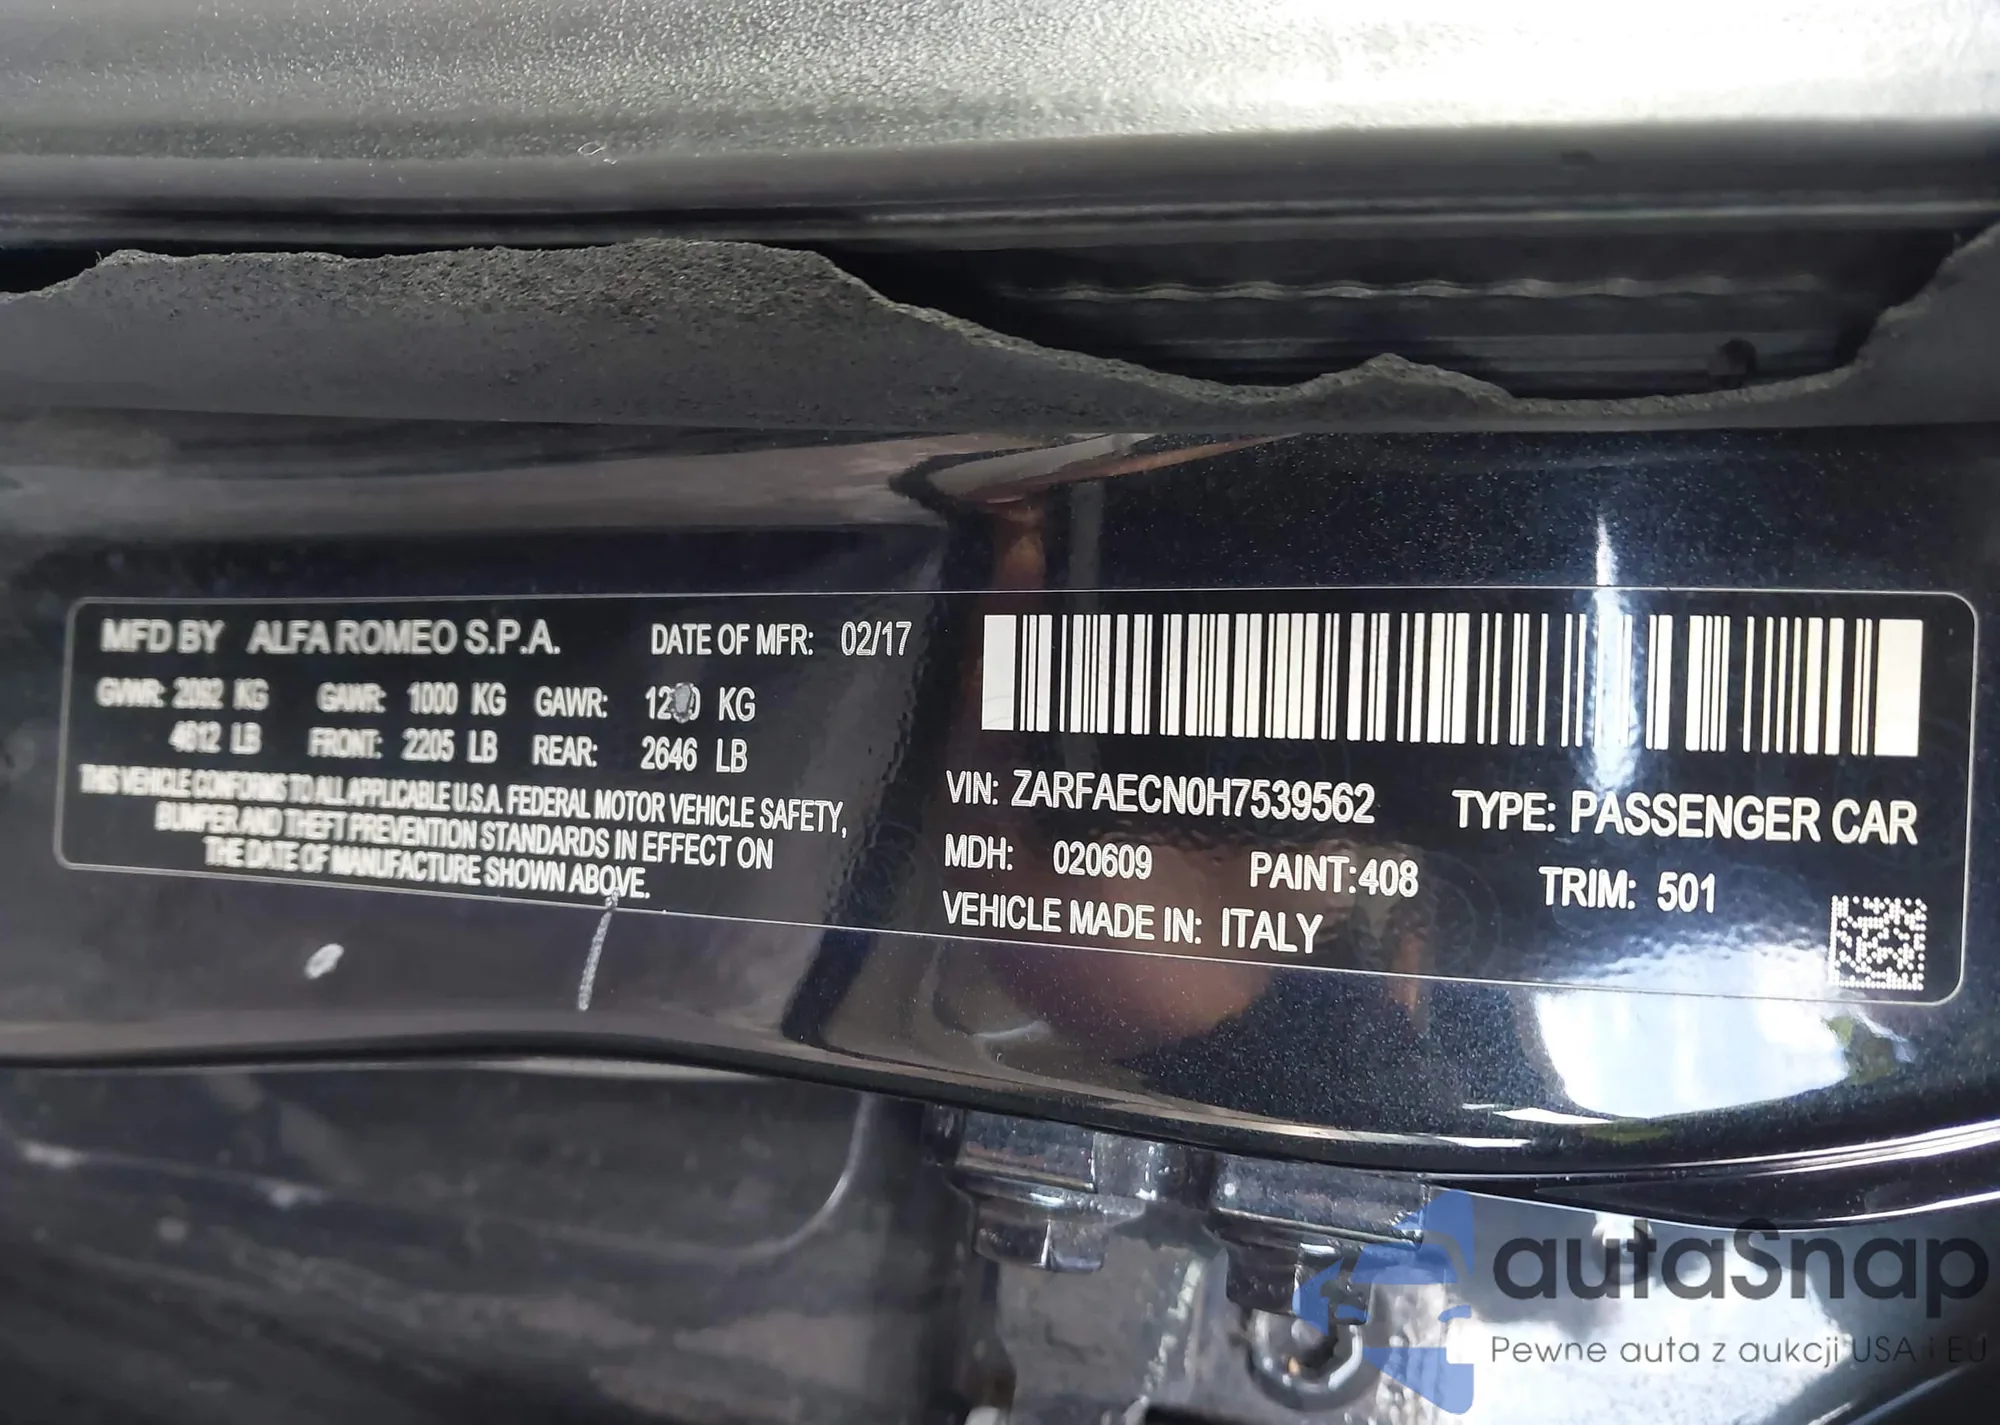 MFD BY ALFA ROMEO S.P.A. DATE OF MFR: 02/17
GVWR: 2092 KG GAWR: 1000 KG GAWR: KG
4612 LB FRONT: 2205 LB REAR: 2646 LB
THIS VEHICLE CONFORMS TO ALL APPLICABLE U.S.A. FEDERAL MOTOR VEHICLE SAFETY,
BUMPER AND THEFT PREVENTION STANDARDS IN EFFECT ON
THE DATE OF MANUFACTURE SHOWN ABOVE.
VIN: ZARFAECN0H7539562 TYPE: PASSENGER CAR
MDH: 020609 PAINT:408 TRIM: 501
VEHICLE MADE IN: ITALY
autaSnap
Pewne auta z aukcji USA i EU